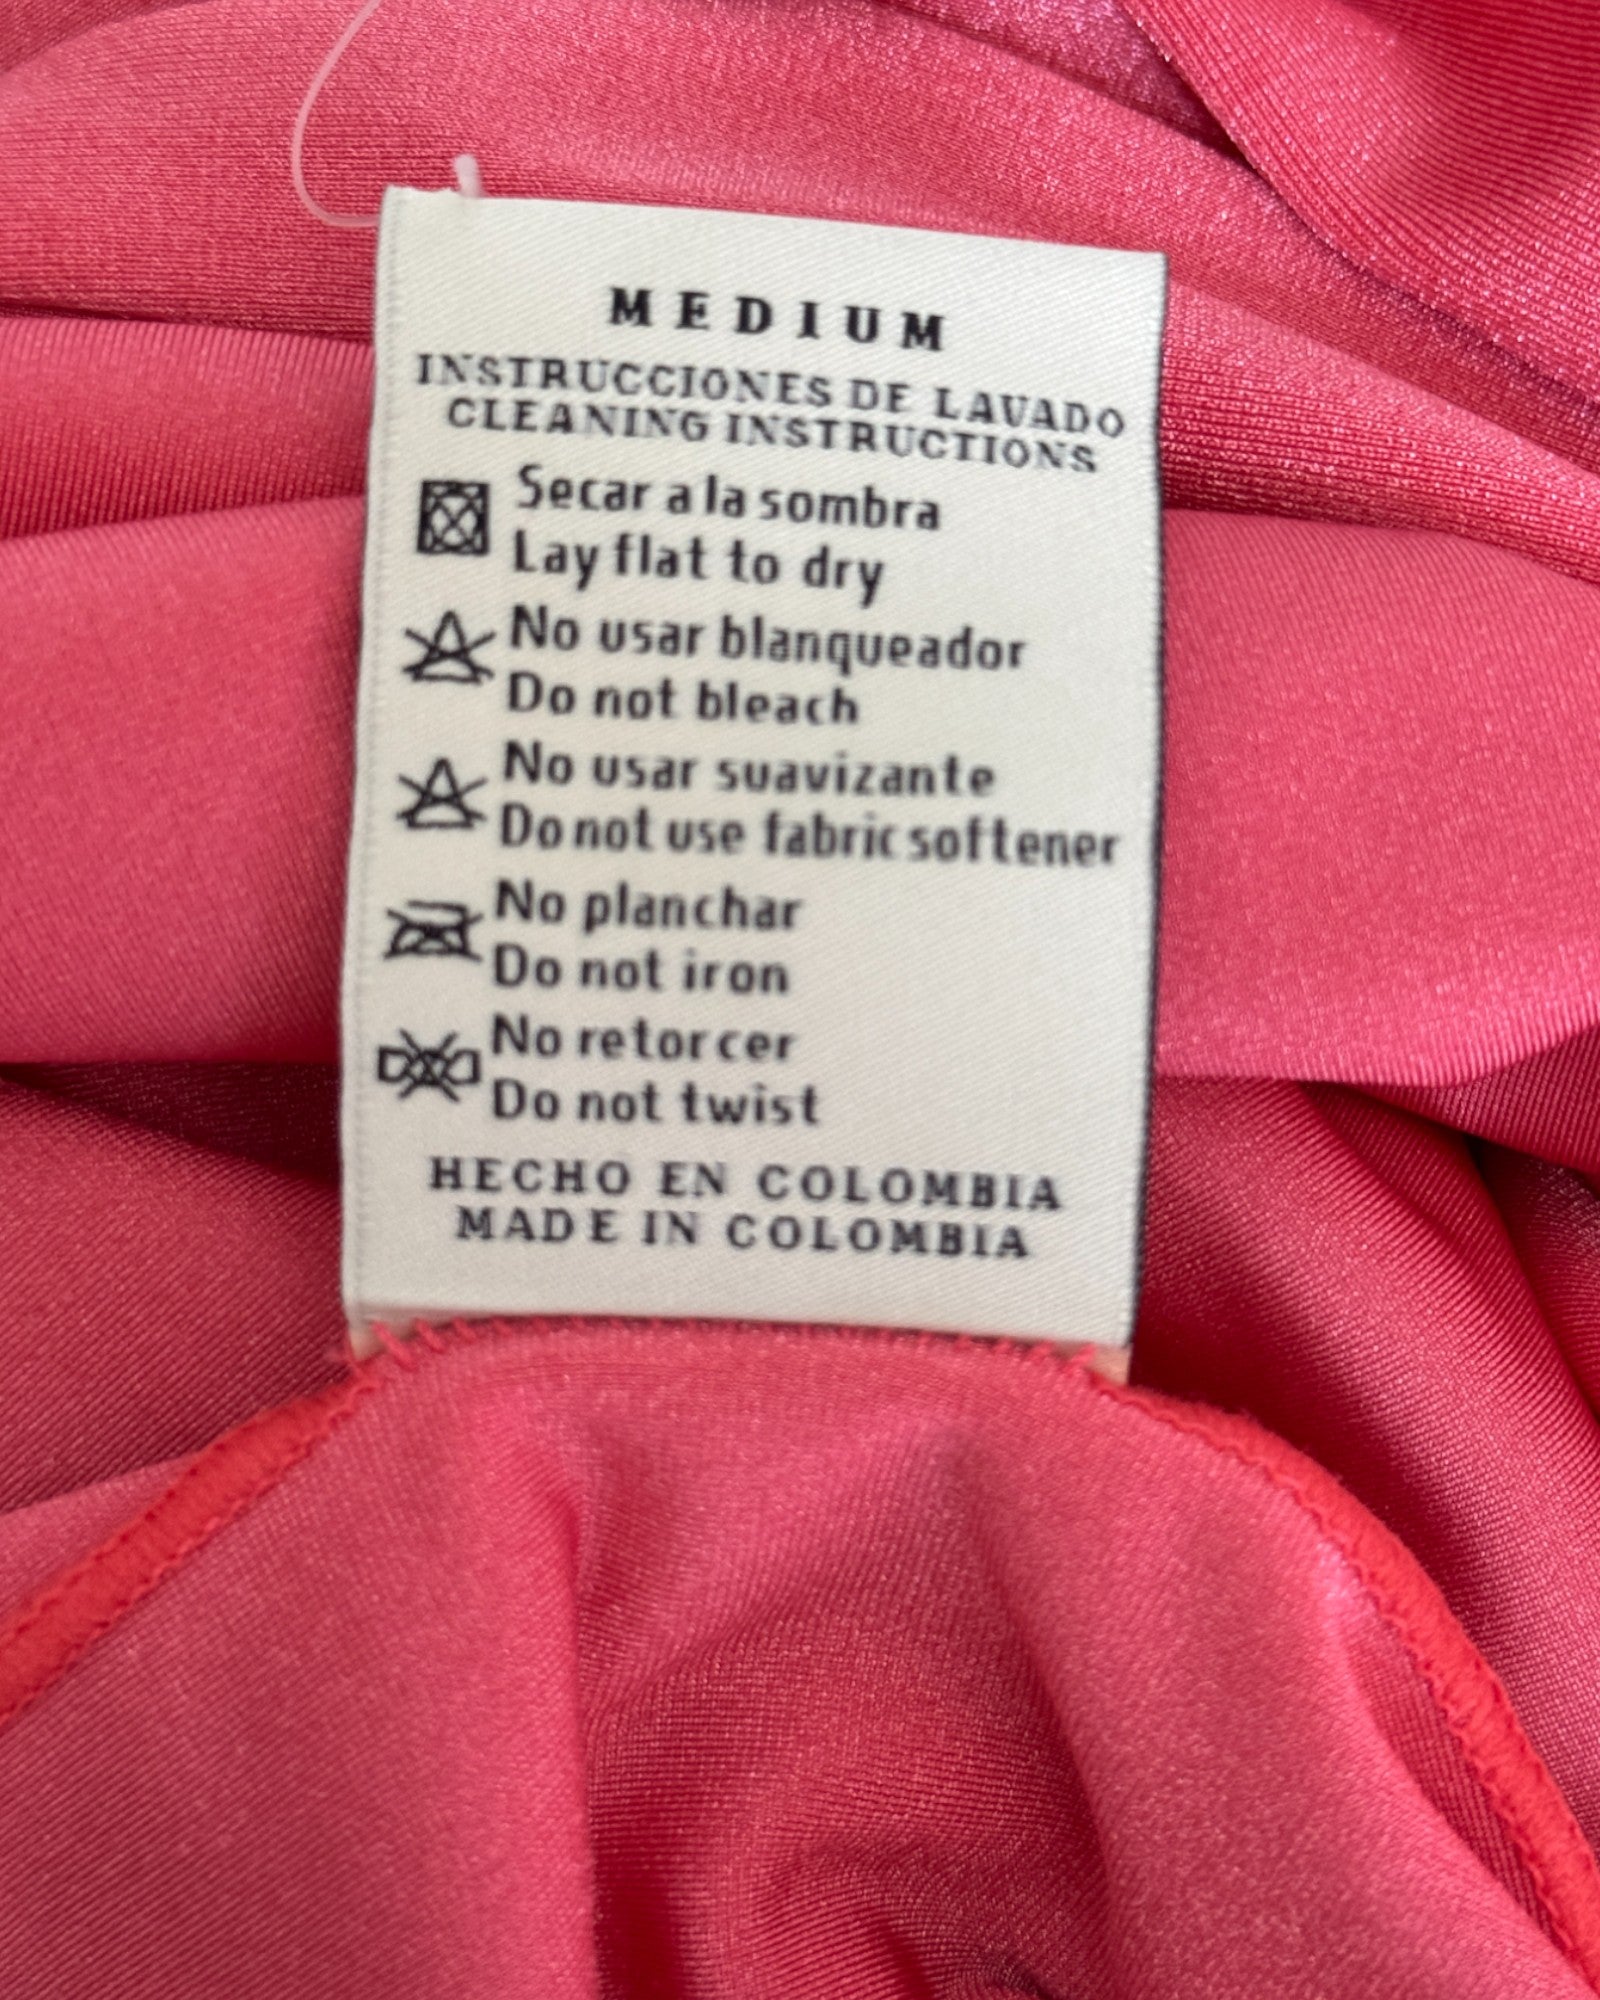 MEDIUM
INSTRUCCIONES DE LAVADO
CLEANING INSTRUCTIONS
Secar a la sombra
Lay flat to dry
No usar blanqueador
Do not bleach
No usar suavizante
Do not use fabric softener
No planchar
Do not iron
No retorcer
Do not twist
HECHO EN COLOMBIA
MADE IN COLOMBIA